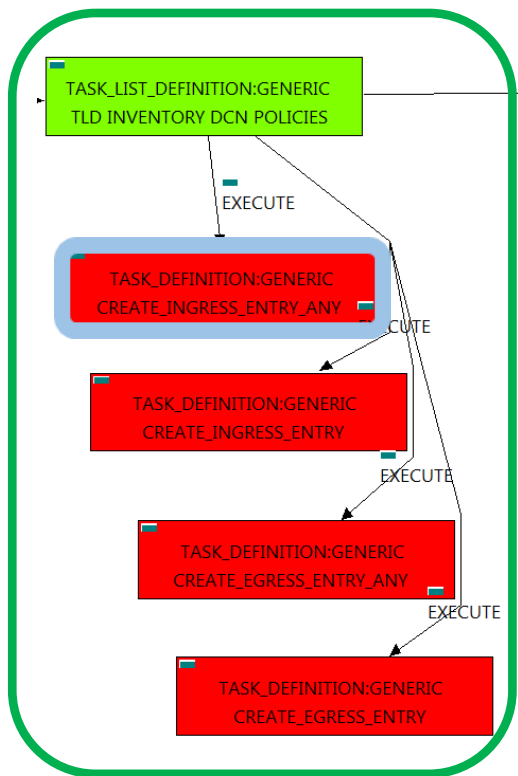 TASK_LIST_DEFINITION:GENERIC
TLD INVENTORY DCN POLICIES
EXECUTE
TASK_DEFINITION:GENERIC
CREATE_INGRESS_ENTRY_ANY
CUTE
TASK_DEFINITION:GENERIC
CREATE_INGRESS_ENTRY
EXECUTE
TASK_DEFINITION:GENERIC
CREATE_EGRESS_ENTRY_ANY
EXECUTE
TASK_DEFINITION:GENERIC
CREATE_EGRESS_ENTRY